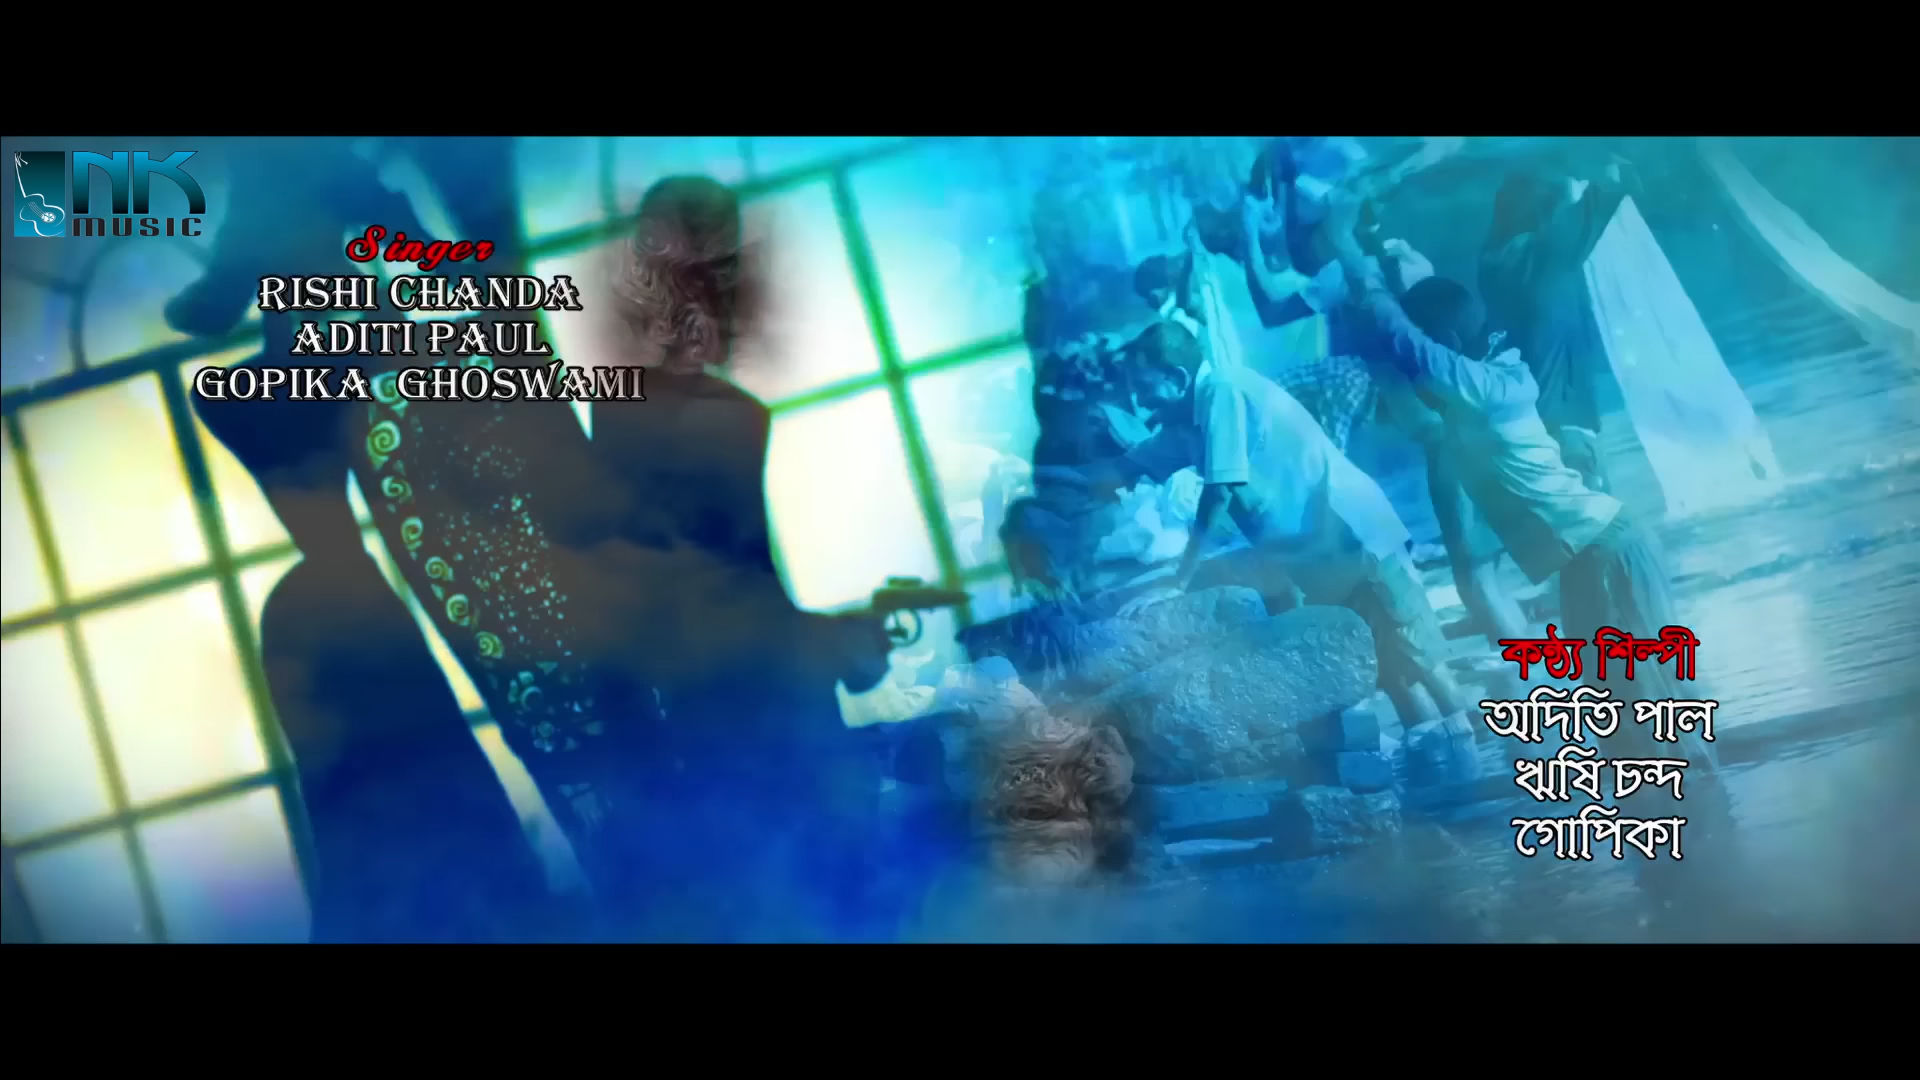 NK
MUSIC
Singer
RISHI CHANDA
ADITI PAUL
GOPIKA GHOSWAMI
কন্ঠ্য শিল্পী
অদিতি পাল
ঋষি চন্দ
গোপিকা